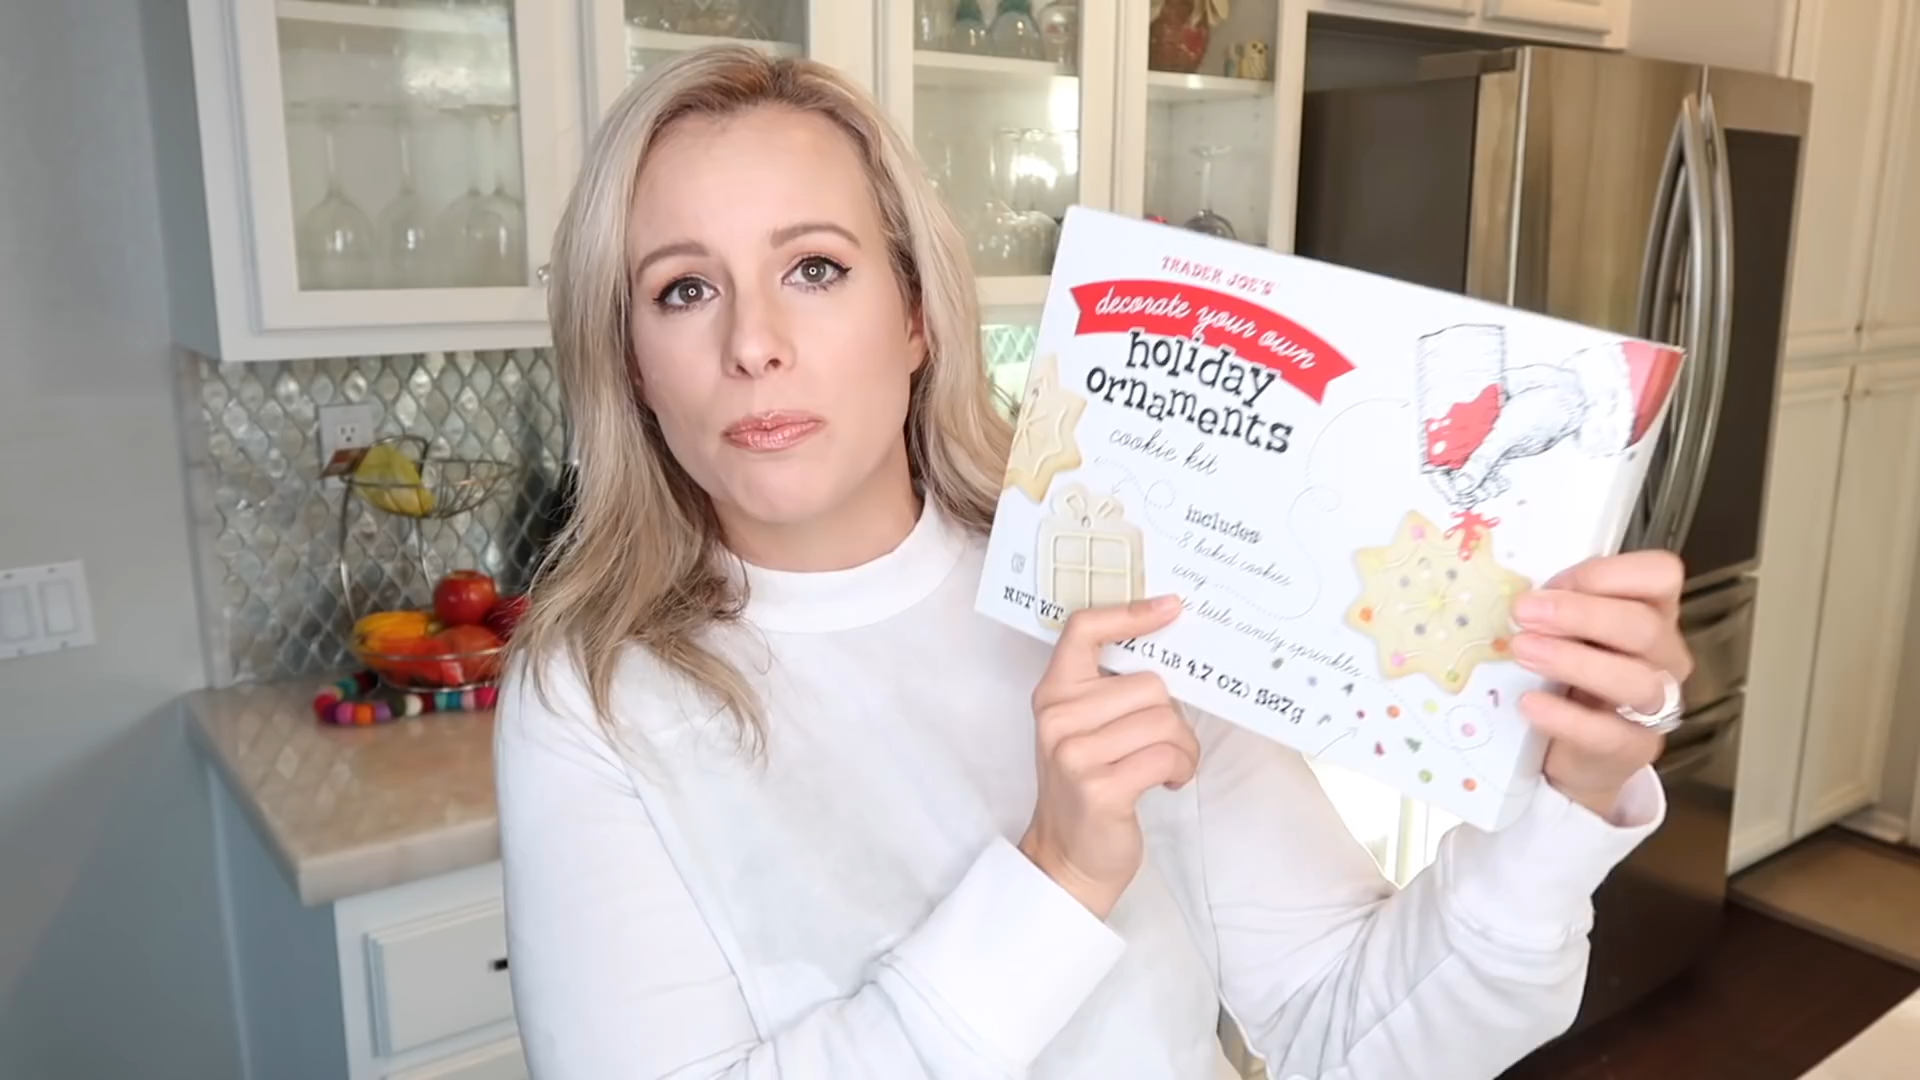 TRADER JOE'S
decorate your own
holiday
ornaments
cookie kit
includes
8 baked cookies
icing
little candy sprinkles
NET WT.
OZ (1 LB 4.7 OZ) 587g